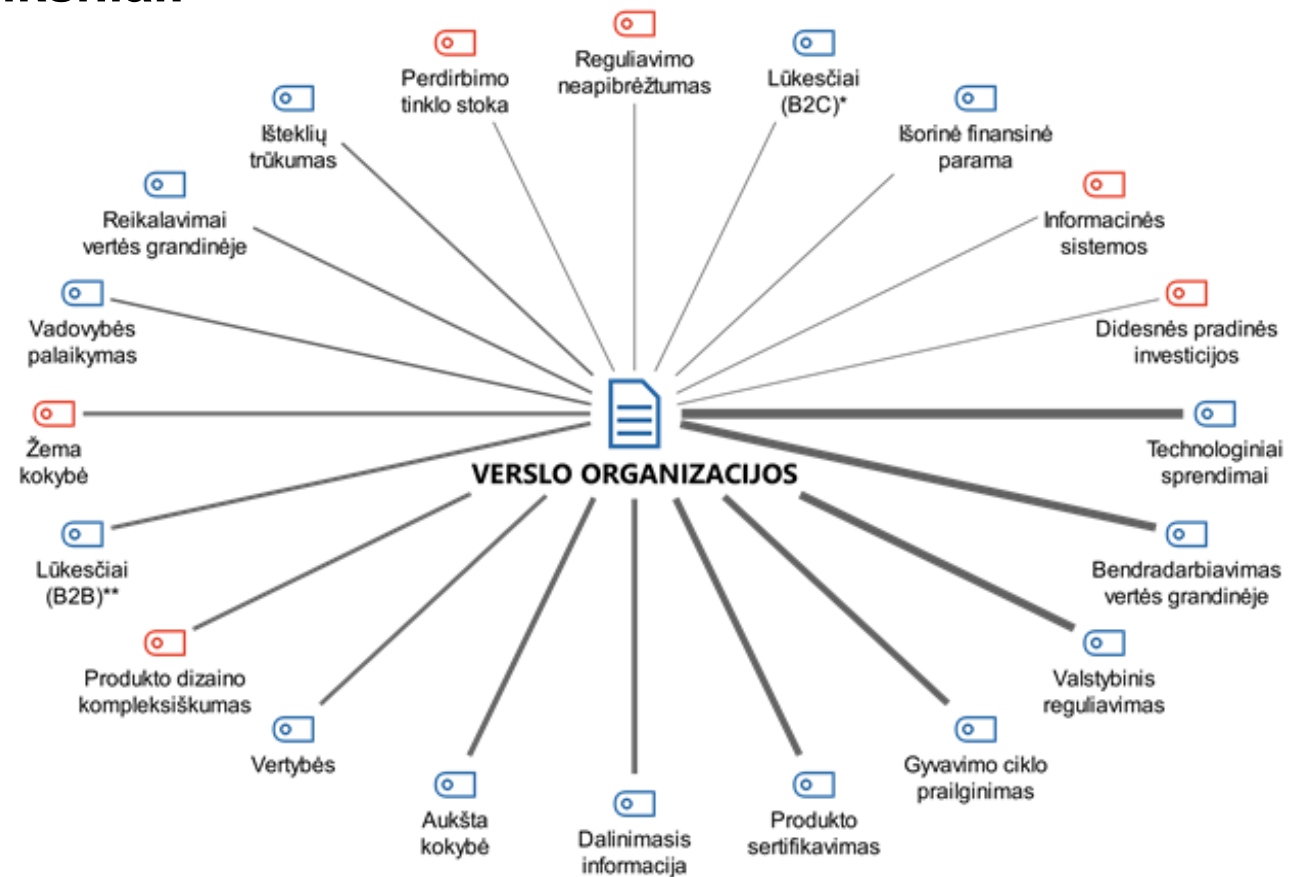 Reguliavimo
neapibrėžtumas
Perdirbimo
tinklo stoka
Lūkesčiai
(B2C)*
Išteklių
trūkumas
Išorinė finansinė
parama
Reikalavimai
vertės grandinėje
Informacinės
sistemos
Vadovybės
palaikymas
Didesnės pradinės
investicijos
Žema
kokybė
Technologiniai
sprendimai
VERSLO ORGANIZACIJOS
Lūkesčiai
(B2B)**
Bendradarbiavimas
vertės grandinėje
Produkto dizaino
kompleksiškumas
Valstybinis
reguliavimas
Vertybės
Gyvavimo ciklo
prailginimas
Aukšta
kokybė
Dalinimasis
informacija
Produkto
sertifikavimas